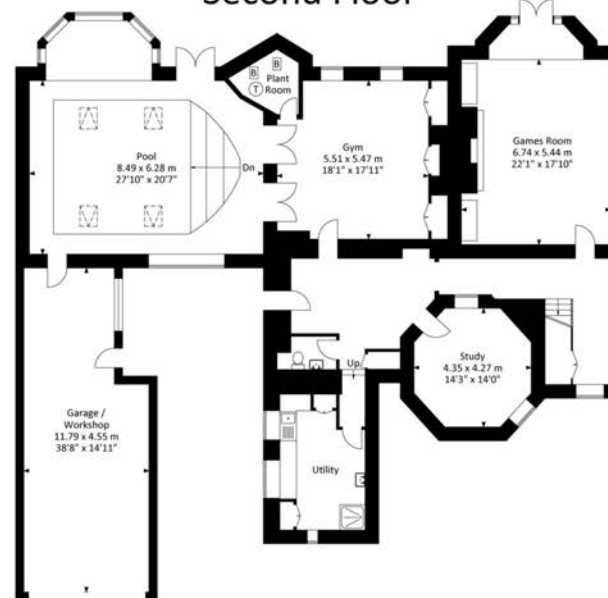 Second Floor
B
B
T
Plant
Room
Pool
8.49 x 6.28 m
27'10" x 20'7"
Dn
Gym
5.51 x 5.47 m
18'1" x 17'11"
Games Room
6.74 x 5.44 m
22'1" x 17'10"
Up
Study
4.35 x 4.27 m
14'3" x 14'0"
Garage /
Workshop
11.79 x 4.55 m
38'8" x 14'11"
Utility